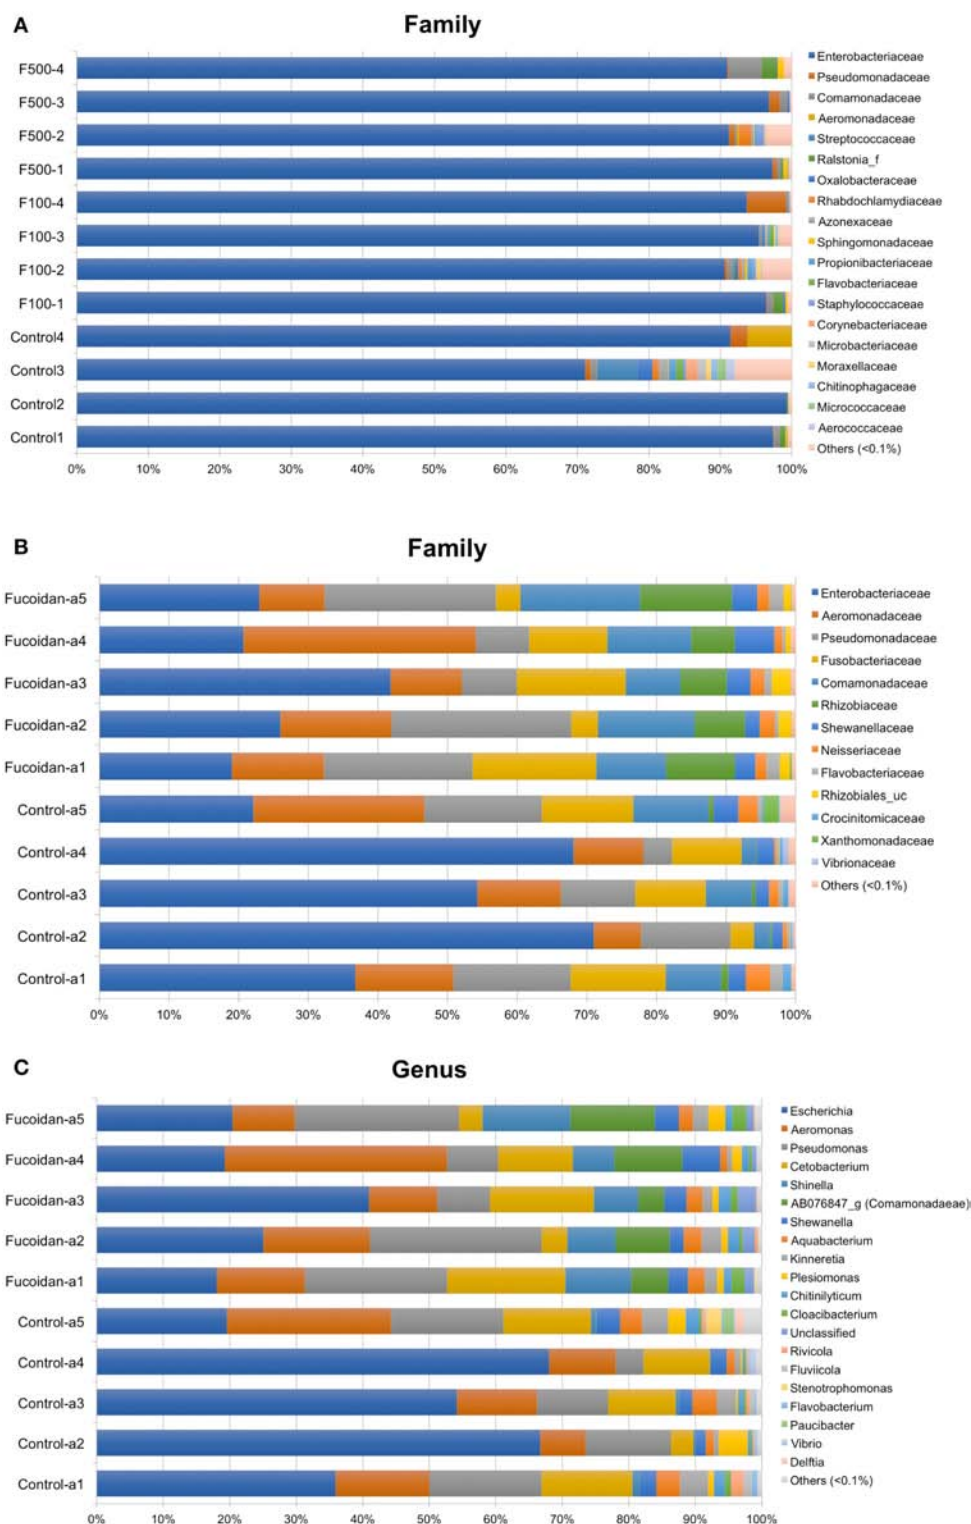 A
Family
F500-4
F500-3
F500-2
F500-1
F100-4
F100-3
F100-2
F100-1
Control4
Control3
Control2
Control1
0% 10% 20% 30% 40% 50% 60% 70% 80% 90% 100%
Enterobacteriaceae
Pseudomonadaceae
Comamonadaceae
Aeromonadaceae
Streptococcaceae
Ralstonia_f
Oxalobacteraceae
Rhabdochlamydiaceae
Azonexaceae
Sphingomonadaceae
Propionibacteriaceae
Flavobacteriaceae
Staphylococcaceae
Corynebacteriaceae
Microbacteriaceae
Moraxellaceae
Chitinophagaceae
Micrococcaceae
Aerococcaceae
Others (<0.1%)
B
Family
Fucoidan-a5
Fucoidan-a4
Fucoidan-a3
Fucoidan-a2
Fucoidan-a1
Control-a5
Control-a4
Control-a3
Control-a2
Control-a1
0% 10% 20% 30% 40% 50% 60% 70% 80% 90% 100%
Enterobacteriaceae
Aeromonadaceae
Pseudomonadaceae
Fusobacteriaceae
Comamonadaceae
Rhizobiaceae
Shewanellaceae
Neisseriaceae
Flavobacteriaceae
Rhizobiales_uc
Crocinitomicaceae
Xanthomonadaceae
Vibrionaceae
Others (<0.1%)
C
Genus
Fucoidan-a5
Fucoidan-a4
Fucoidan-a3
Fucoidan-a2
Fucoidan-a1
Control-a5
Control-a4
Control-a3
Control-a2
Control-a1
0% 10% 20% 30% 40% 50% 60% 70% 80% 90% 100%
Escherichia
Aeromonas
Pseudomonas
Cetobacterium
Shinella
AB076847_g (Comamonadaeae)
Shewanella
Aquabacterium
Kinneretia
Plesiomonas
Chitinilyticum
Cloacibacterium
Unclassified
Rivicola
Fluviicola
Stenotrophomonas
Flavobacterium
Paucibacter
Vibrio
Delftia
Others (<0.1%)